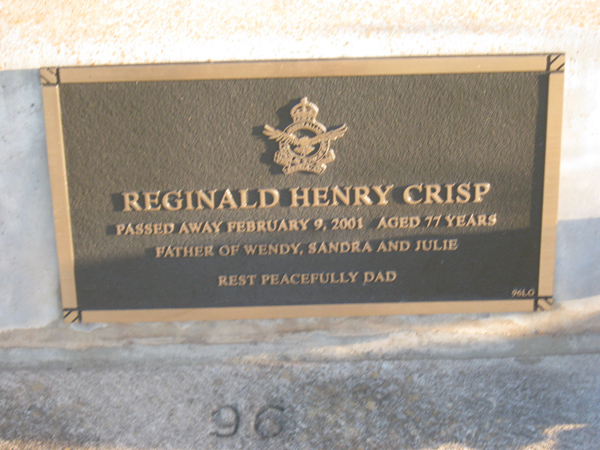 REGINALD HENRY CRISP
PASSED AWAY FEBRUARY 9, 2001 AGED 77 YEARS
FATHER OF WENDY, SANDRA AND JULIE
REST PEACEFULLY DAD
96LG
96